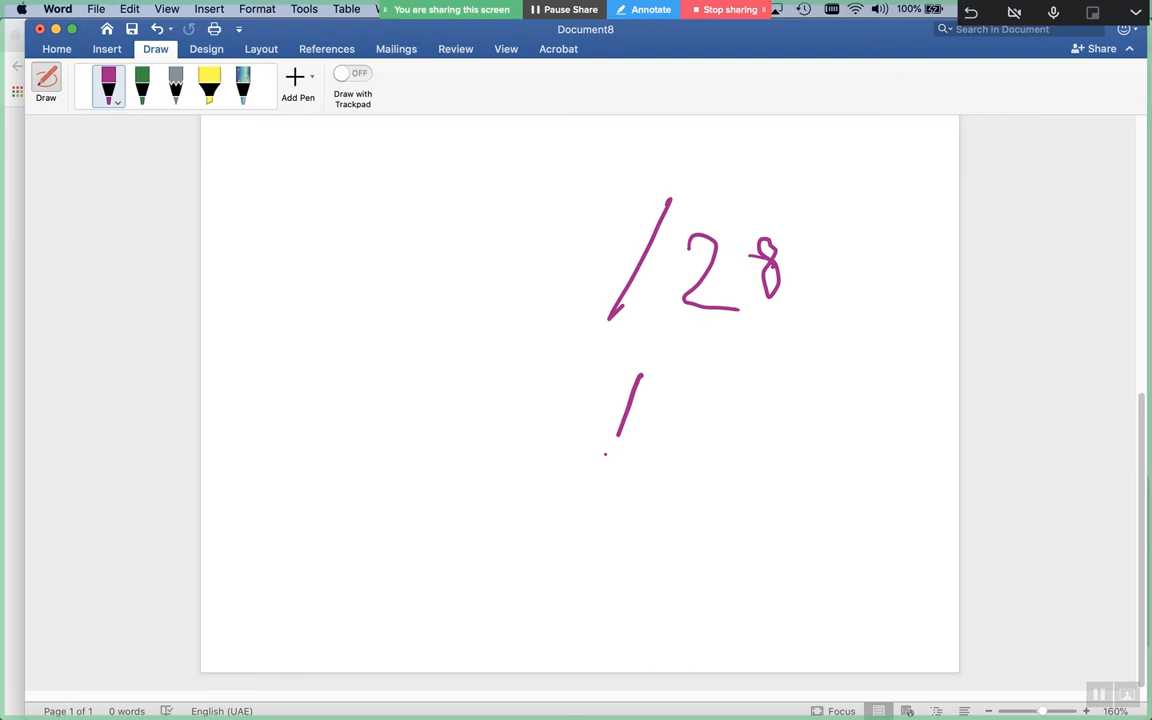 Word File Edit View Insert Format Tools Table You are sharing this screen Pause Share Annotate Stop sharing 100%
Document8 Search in Document
Home Insert Draw Design Layout References Mailings Review View Acrobat Share
Draw Add Pen OFF
Draw with
Trackpad
/28
/
Page 1 of 1 0 words English (UAE) Focus 160%